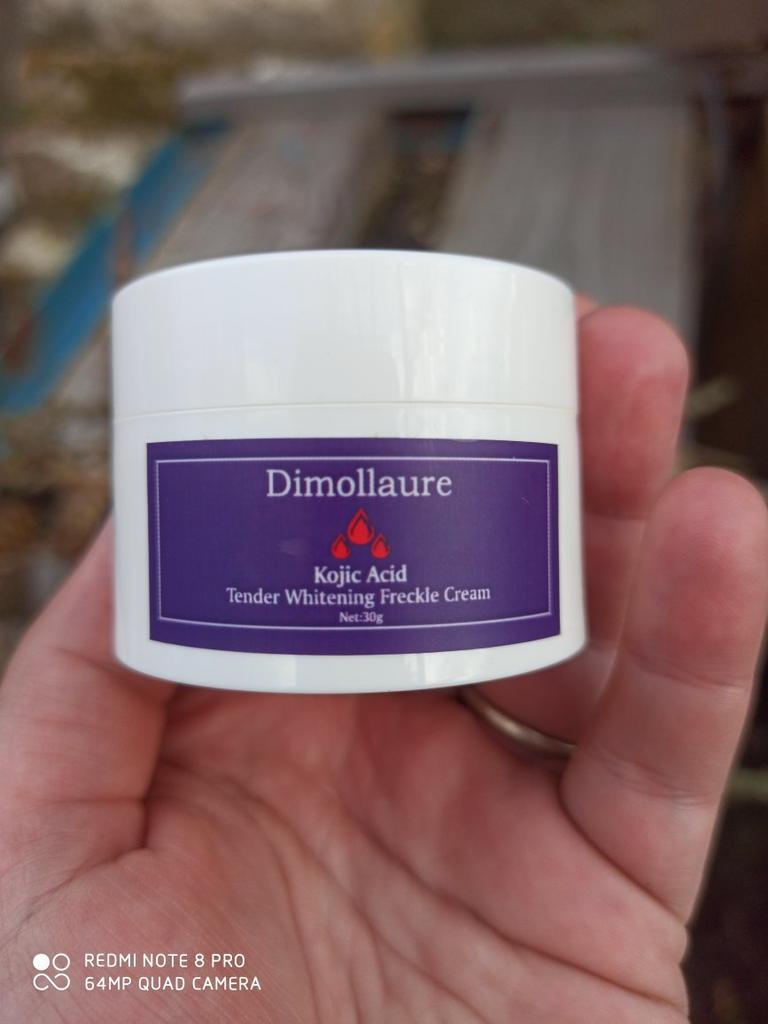 Dimollaure
Kojic Acid
Tender Whitening Freckle Cream
Net:30g
REDMI NOTE 8 PRO
64MP QUAD CAMERA